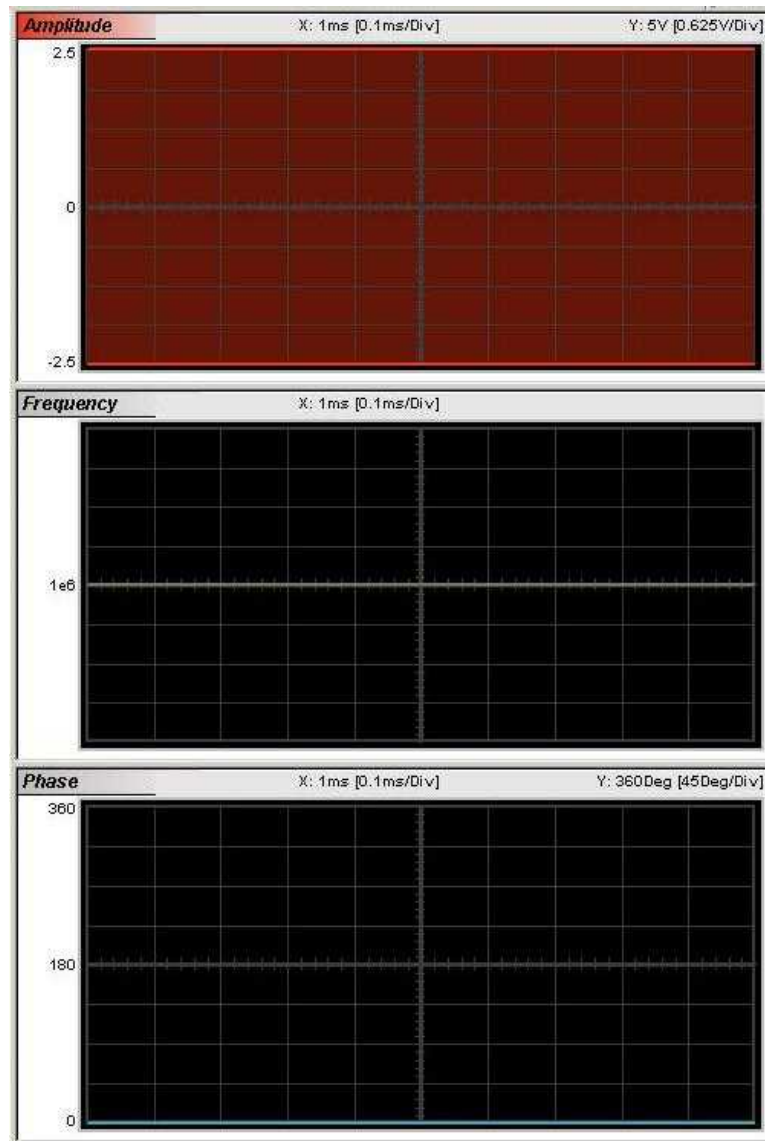 Amplitude X: 1ms [0.1ms/Div] Y: 5V [0.625V/Div]
2.5
0
-2.5
Frequency X: 1ms [0.1ms/Div]
1e6
Phase X: 1ms [0.1ms/Div] Y: 360Deg [45Deg/Div]
360
180
0